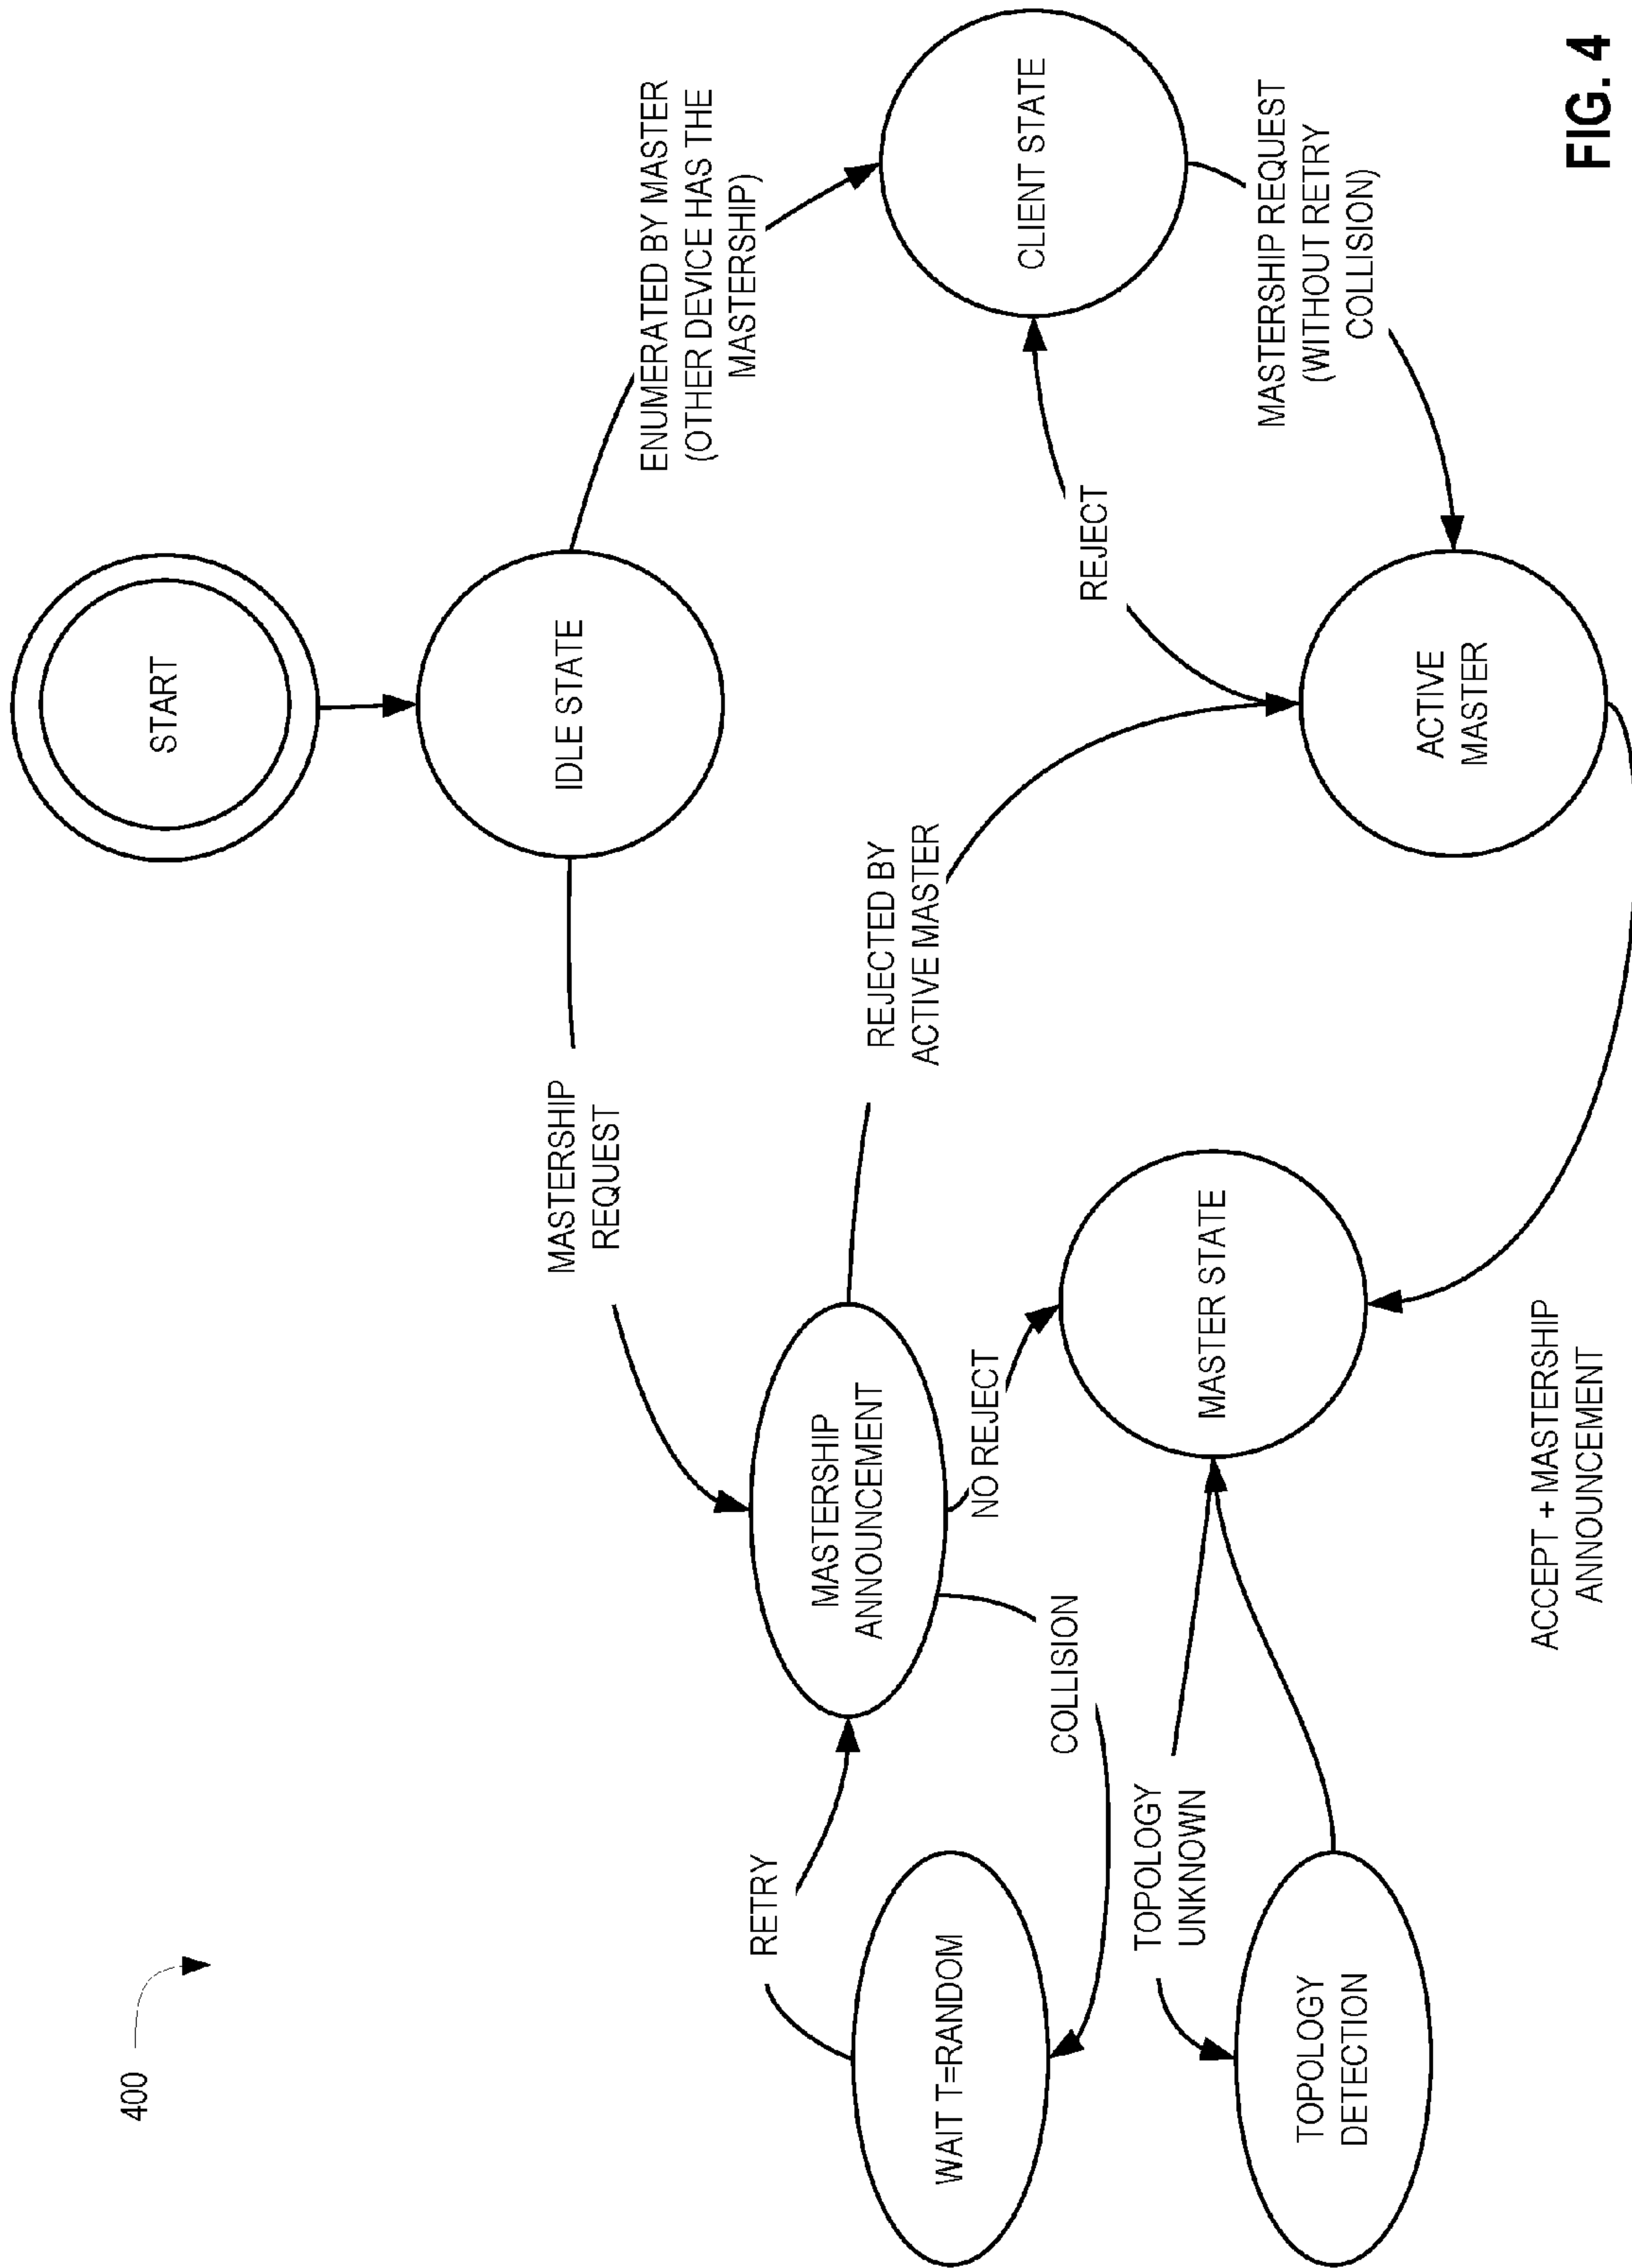 400
START
IDLE STATE
MASTERSHIP
REQUEST
ENUMERATED BY MASTER
(OTHER DEVICE HAS THE
MASTERSHIP)
RETRY
MASTERSHIP
ANNOUNCEMENT
REJECTED BY
ACTIVE MASTER
WAIT T=RANDOM
COLLISION
NO REJECT
REJECT
CLIENT STATE
TOPOLOGY
UNKNOWN
MASTER STATE
MASTERSHIP REQUEST
(WITHOUT RETRY
COLLISION)
TOPOLOGY
DETECTION
ACTIVE
MASTER
ACCEPT + MASTERSHIP
ANNOUNCEMENT
FIG. 4